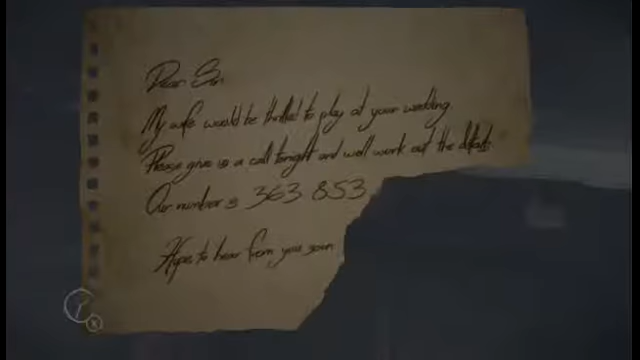 Dear Sir
My wife would be thrilled to play at your wedding
Please give us a call tonight and we'll work out the details
Our number is 363 853
Hope to hear from you soon